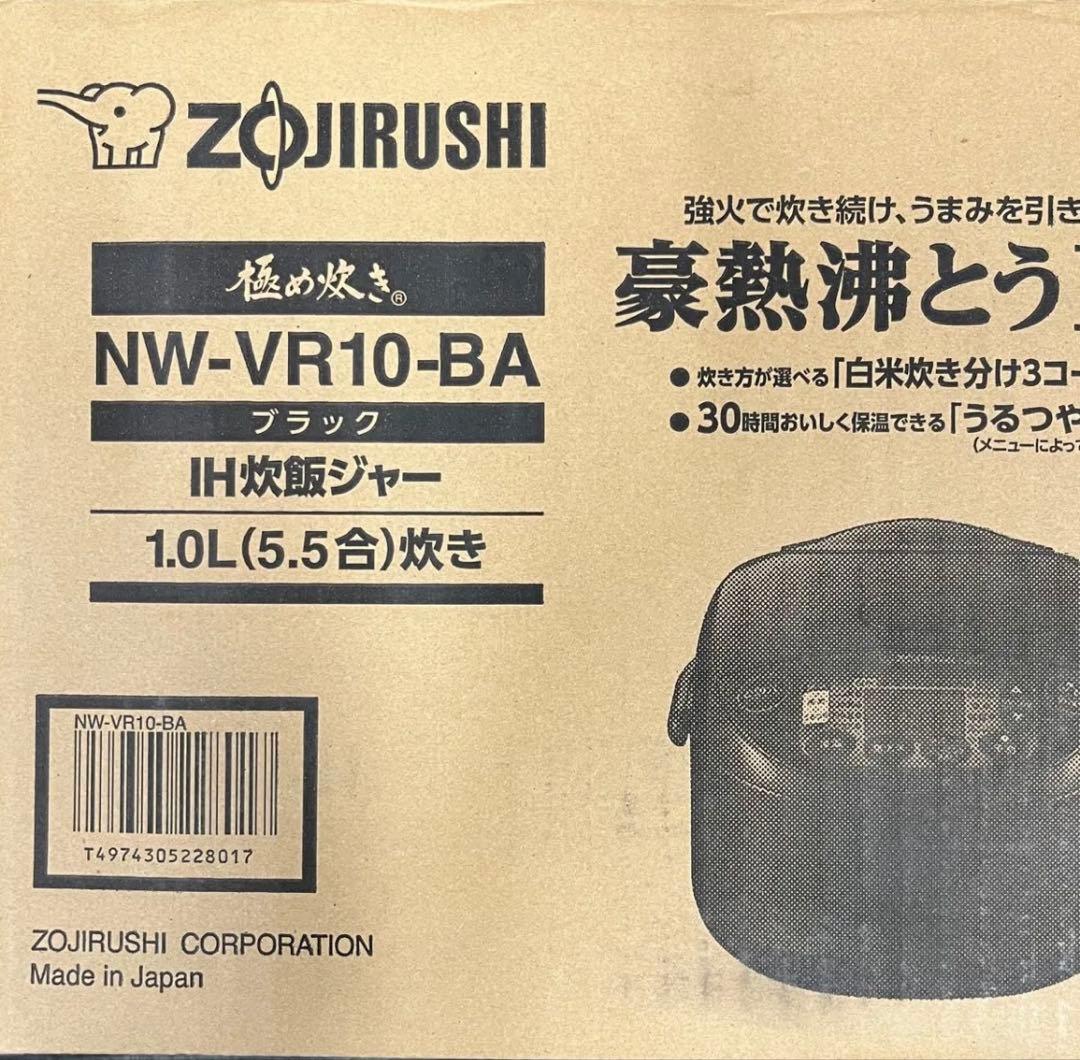 ZOJIRUSHI
極め炊き®
NW-VR10-BA
ブラック
IH炊飯ジャー
1.0L(5.5合)炊き
強火で炊き続け、うまみを引き
豪熱沸とう
● 炊き方が選べる「白米炊き分け3コー
● 30時間おいしく保温できる「うるつや
(メニューによって
NW-VR10-BA
T4974305228017
ZOJIRUSHI CORPORATION
Made in Japan